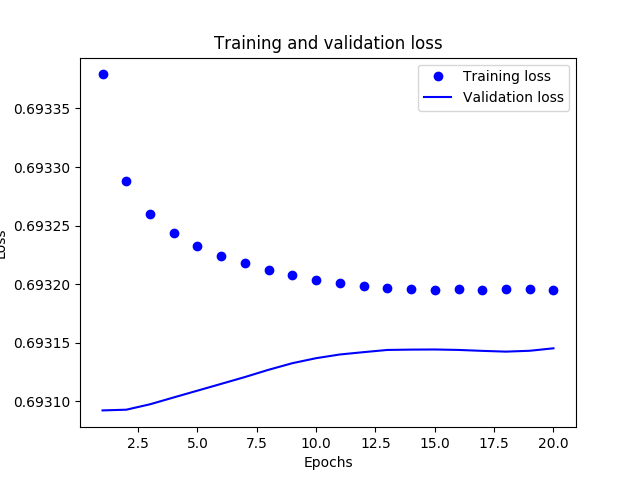 Training and validation loss
Training loss
Validation loss
0.69335
0.69330
0.69325
0.69320
0.69315
0.69310
Loss
2.5 5.0 7.5 10.0 12.5 15.0 17.5 20.0
Epochs